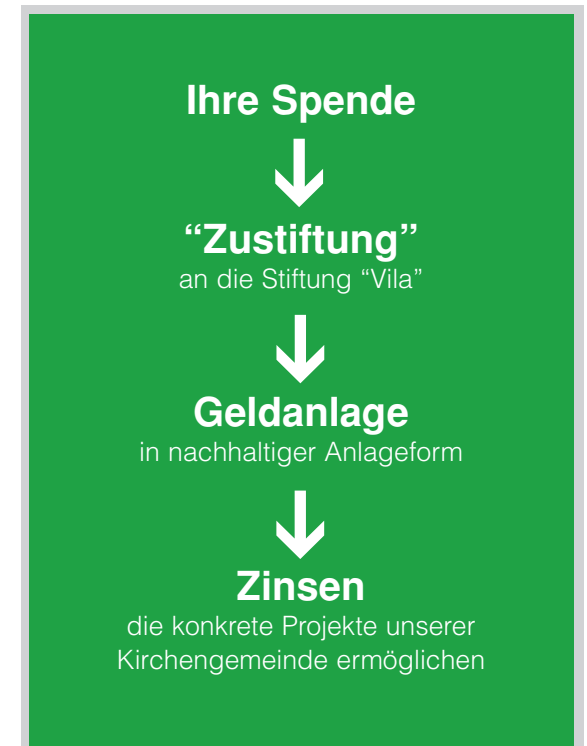 Ihre Spende
“Zustiftung”
an die Stiftung “Vila”
Geldanlage
in nachhaltiger Anlageform
Zinsen
die konkrete Projekte unserer
Kirchengemeinde ermöglichen